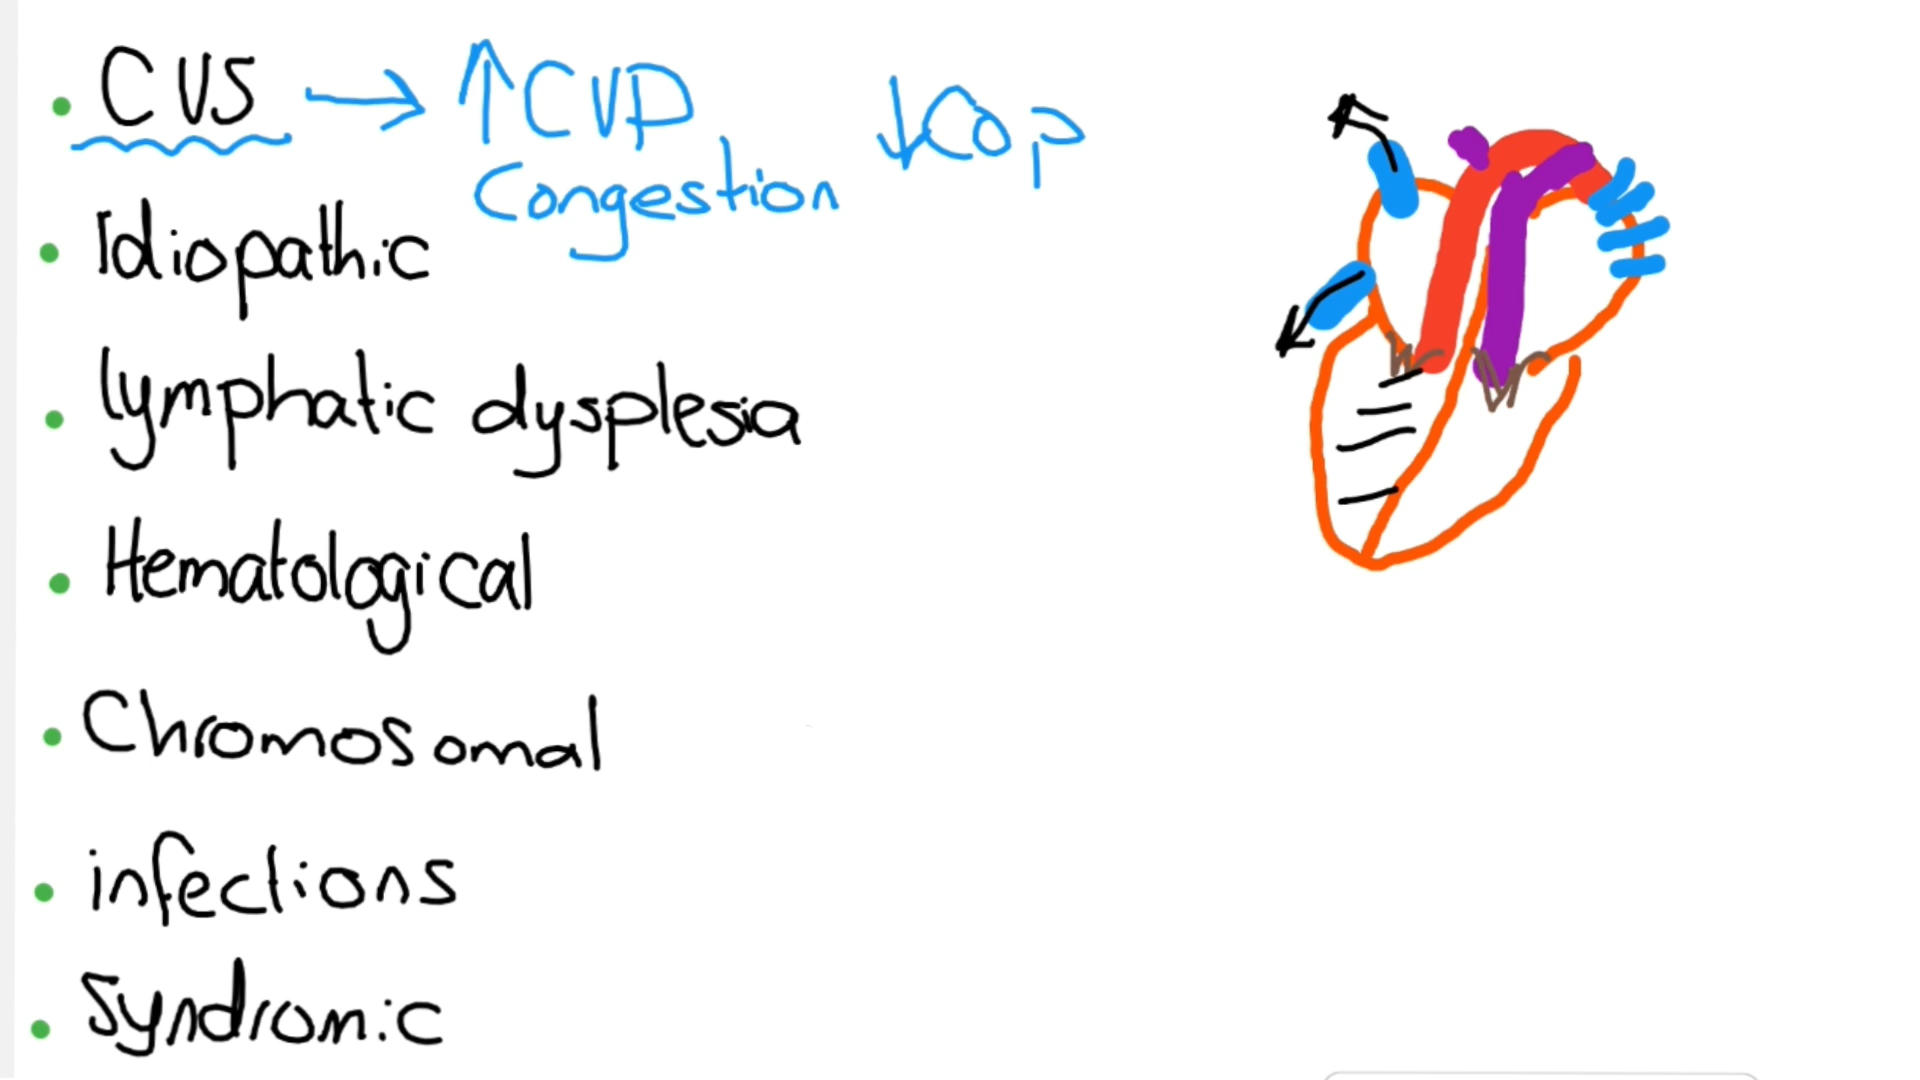 CVS → ↑CVP ↓COP
Congestion
Idiopathic
Lymphatic dysplesia
Hematological
Chromosomal
infections
Syndromic